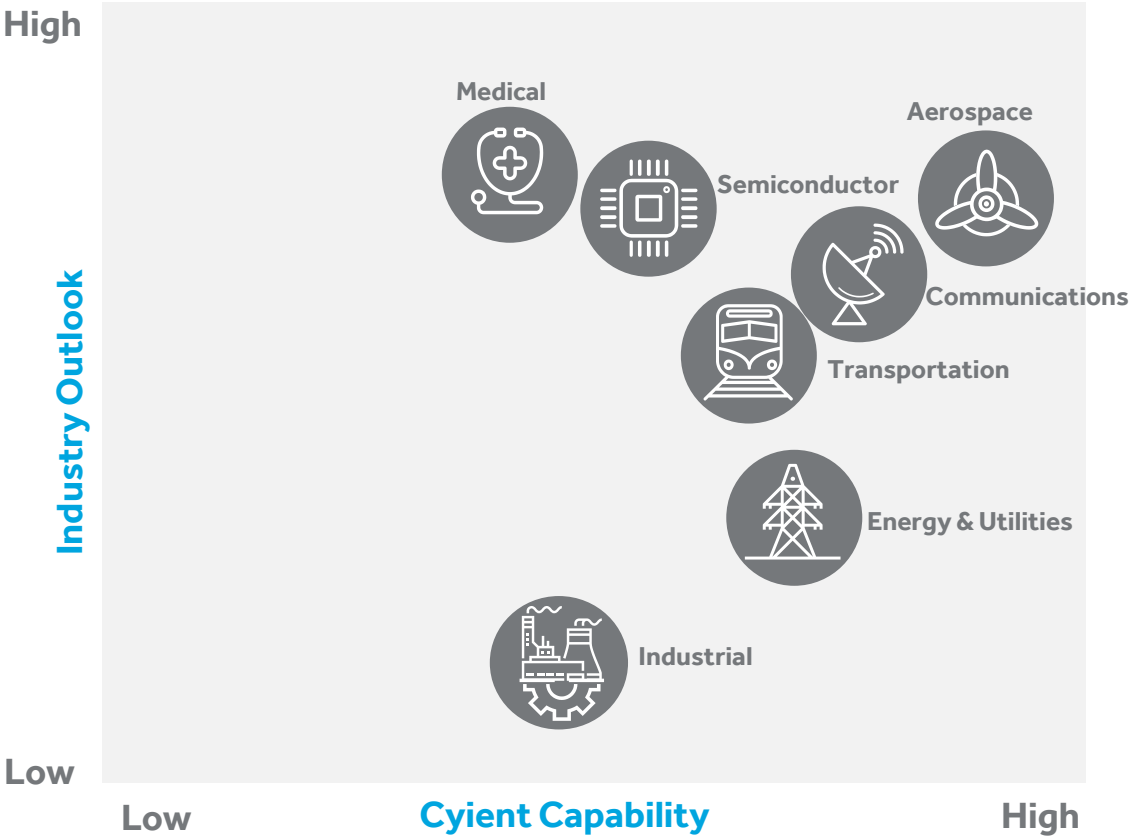 High
Medical
Aerospace
Semiconductor
Communications
Transportation
Industry Outlook
Energy & Utilities
Industrial
Low
Low
Cyient Capability
High